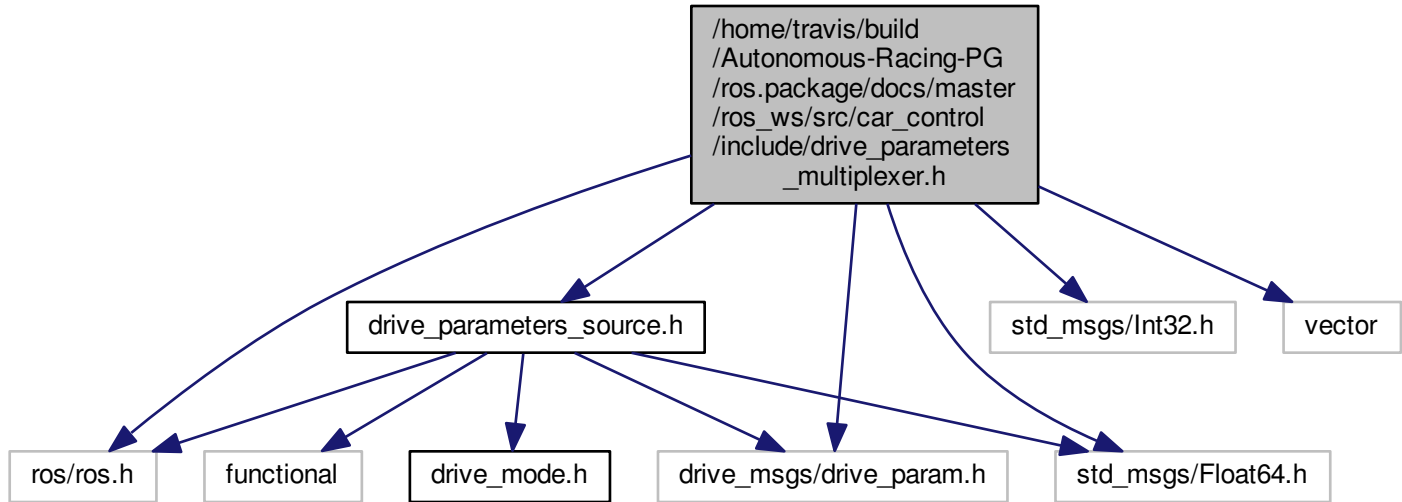 /home/travis/build
/Autonomous-Racing-PG
/ros.package/docs/master
/ros_ws/src/car_control
/include/drive_parameters
_multiplexer.h
drive_parameters_source.h
std_msgs/Int32.h
vector
ros/ros.h
functional
drive_mode.h
drive_msgs/drive_param.h
std_msgs/Float64.h